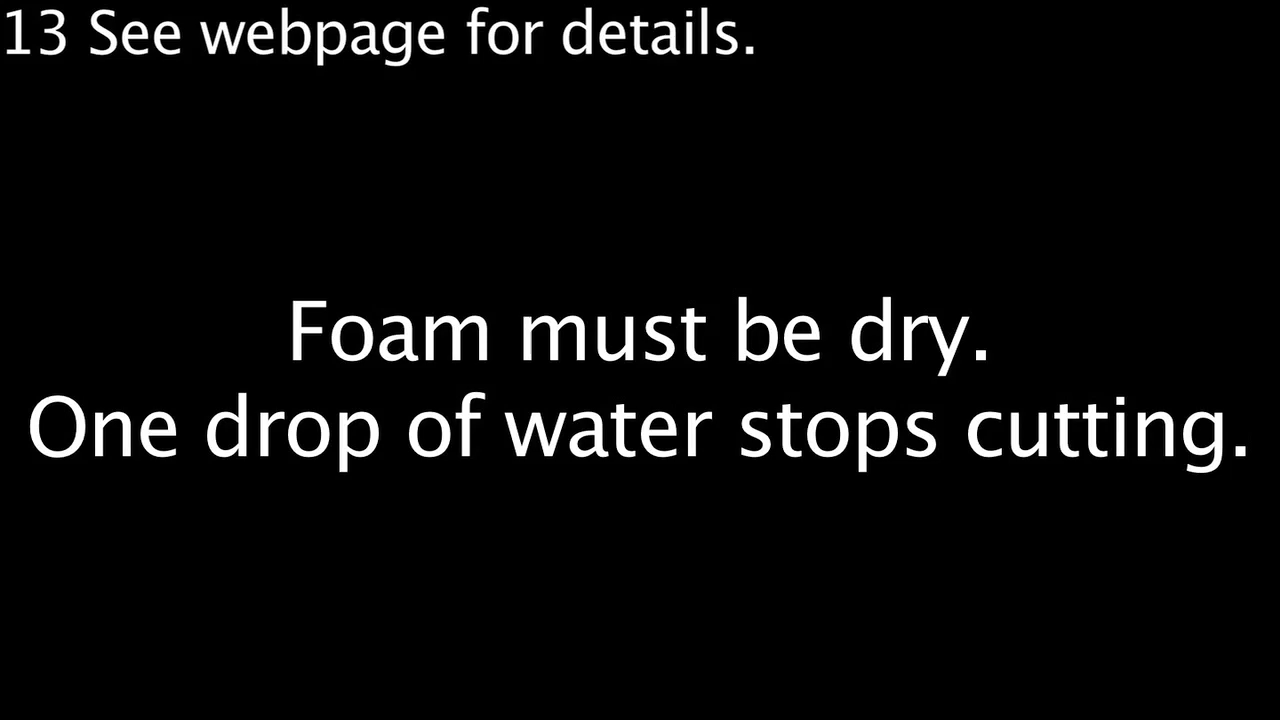 13 See webpage for details.
Foam must be dry.
One drop of water stops cutting.